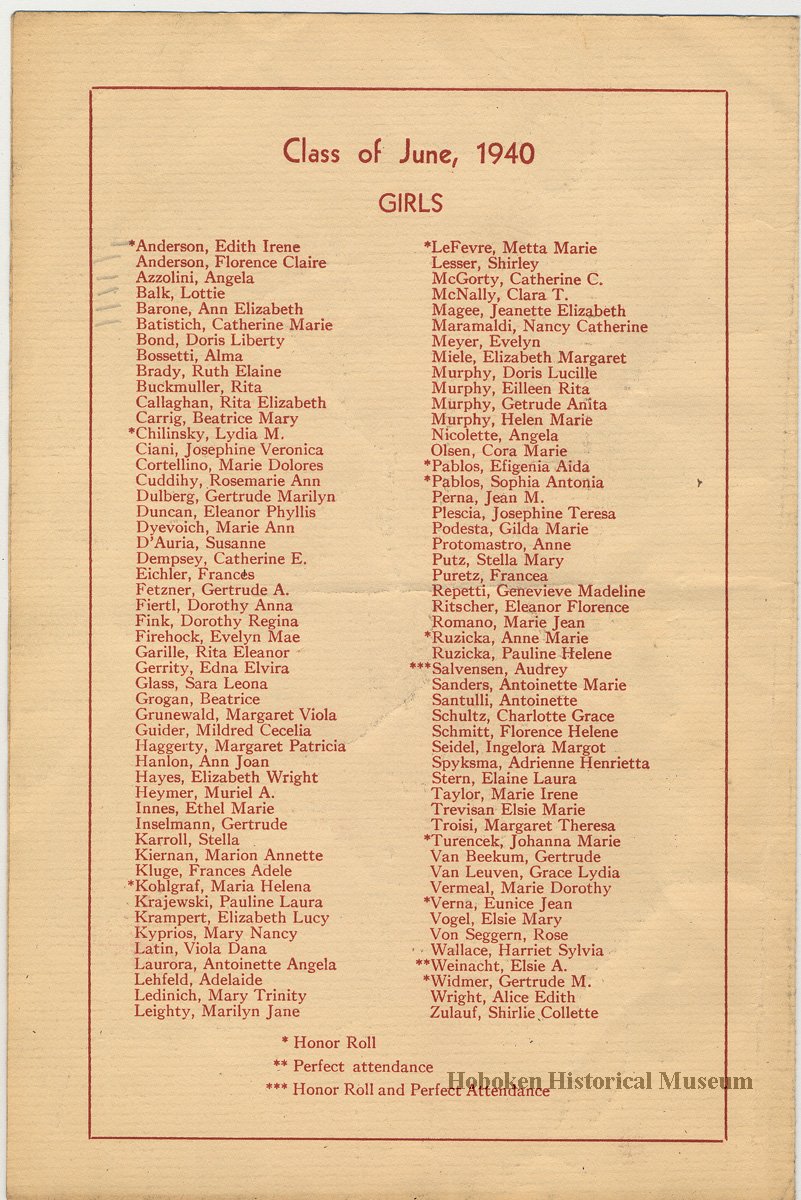 Class of June, 1940
GIRLS
*Anderson, Edith Irene
Anderson, Florence Claire
Azzolini, Angela
Balk, Lottie
Barone, Ann Elizabeth
Batistich, Catherine Marie
Bond, Doris Liberty
Bossetti, Alma
Brady, Ruth Elaine
Buckmuller, Rita
Callaghan, Rita Elizabeth
Carrig, Beatrice Mary
*Chilinsky, Lydia M.
Ciani, Josephine Veronica
Cortellino, Marie Dolores
Cuddihy, Rosemarie Ann
Dulberg, Gertrude Marilyn
Duncan, Eleanor Phyllis
Dyevoich, Marie Ann
D'Auria, Susanne
Dempsey, Catherine E.
Eichler, Frances
Fetzner, Gertrude A.
Fiertl, Dorothy Anna
Fink, Dorothy Regina
Firehock, Evelyn Mae
Garille, Rita Eleanor
Gerrity, Edna Elvira
Glass, Sara Leona
Grogan, Beatrice
Grunewald, Margaret Viola
Guider, Mildred Cecelia
Haggerty, Margaret Patricia
Hanlon, Ann Joan
Hayes, Elizabeth Wright
Heymer, Muriel A.
Innes, Ethel Marie
Inselmann, Gertrude
Karroll, Stella
Kiernan, Marion Annette
Kluge, Frances Adele
*Kohlgraf, Maria Helena
Krajewski, Pauline Laura
Krampert, Elizabeth Lucy
Kyprios, Mary Nancy
Latin, Viola Dana
Laurora, Antoinette Angela
Lehfeld, Adelaide
Ledinich, Mary Trinity
Leighty, Marilyn Jane
*LeFevre, Metta Marie
Lesser, Shirley
McGorty, Catherine C.
McNally, Clara T.
Magee, Jeanette Elizabeth
Maramaldi, Nancy Catherine
Meyer, Evelyn
Miele, Elizabeth Margaret
Murphy, Doris Lucille
Murphy, Eilleen Rita
Murphy, Getrude Anita
Murphy, Helen Marie
Nicolette, Angela
Olsen, Cora Marie
*Pablos, Efigenia Aida
*Pablos, Sophia Antonia
Perna, Jean M.
Plescia, Josephine Teresa
Podesta, Gilda Marie
Protomastro, Anne
Putz, Stella Mary
Puretz, Francea
Repetti, Genevieve Madeline
Ritscher, Eleanor Florence
Romano, Marie Jean
*Ruzicka, Anne Marie
Ruzicka, Pauline Helene
***Salvensen, Audrey
Sanders, Antoinette Marie
Santulli, Antoinette
Schultz, Charlotte Grace
Schmitt, Florence Helene
Seidel, Ingelora Margot
Spyksma, Adrienne Henrietta
Stern, Elaine Laura
Taylor, Marie Irene
Trevisan Elsie Marie
Troisi, Margaret Theresa
*Turencek, Johanna Marie
Van Beekum, Gertrude
Van Leuven, Grace Lydia
Vermeal, Marie Dorothy
*Verna, Eunice Jean
Vogel, Elsie Mary
Von Seggern, Rose
Wallace, Harriet Sylvia
**Weinacht, Elsie A.
*Widmer, Gertrude M.
Wright, Alice Edith
Zulauf, Shirlie Collette
* Honor Roll
** Perfect attendance
*** Honor Roll and Perfect Attendance
Hoboken Historical Museum